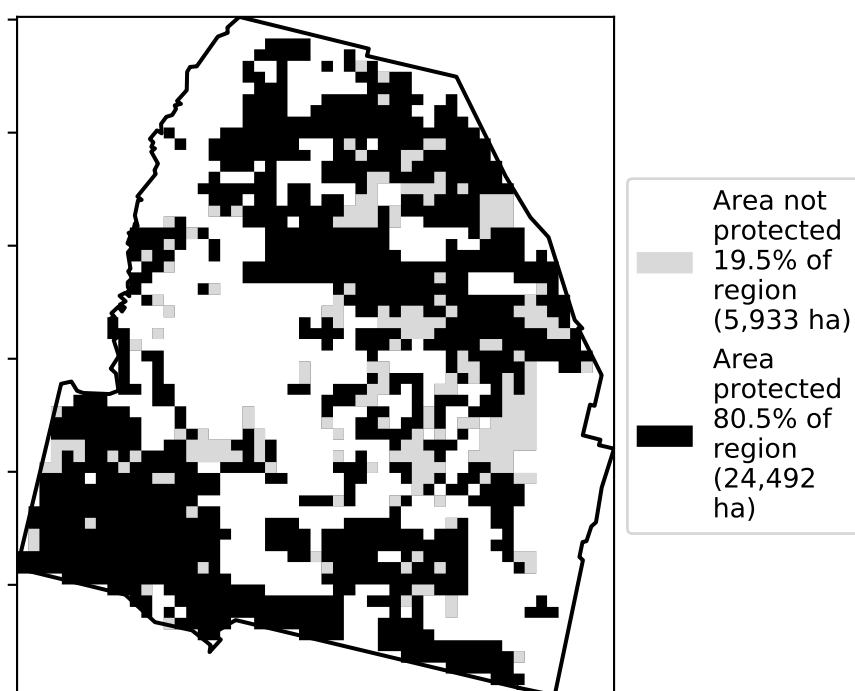 Area not
protected
19.5% of
region
(5,933 ha)
Area
protected
80.5% of
region
(24,492
ha)